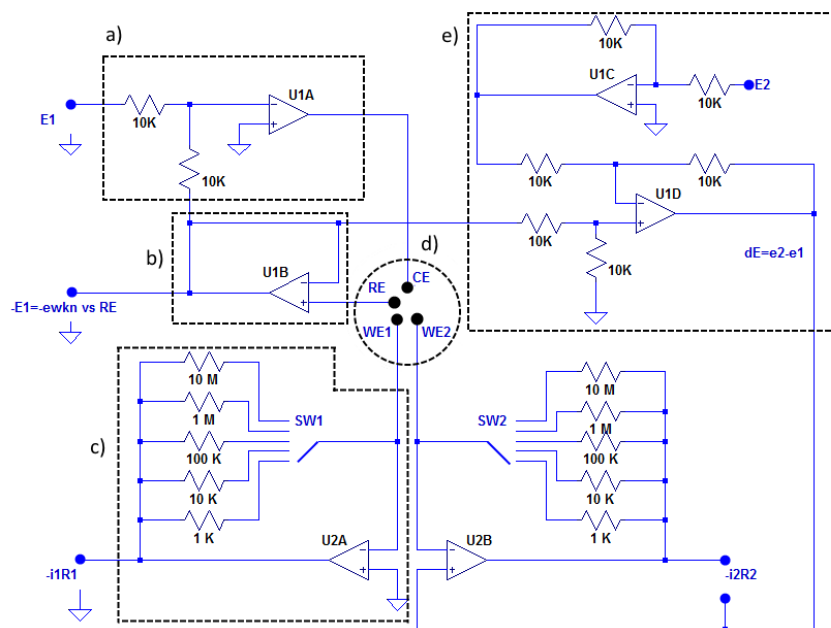 a)
e)
10K
U1A
U1C
E2
E1
10K
10K
10K
10K
10K
U1D
b)
d)
10K
10K
dE=e2-e1
U1B
CE
RE
-E1=-ewkn vs RE
WE1
WE2
c)
10 M
10 M
SW1
SW2
1 M
1 M
100 K
100 K
10 K
10 K
1 K
1 K
U2A
U2B
-i1R1
-i2R2